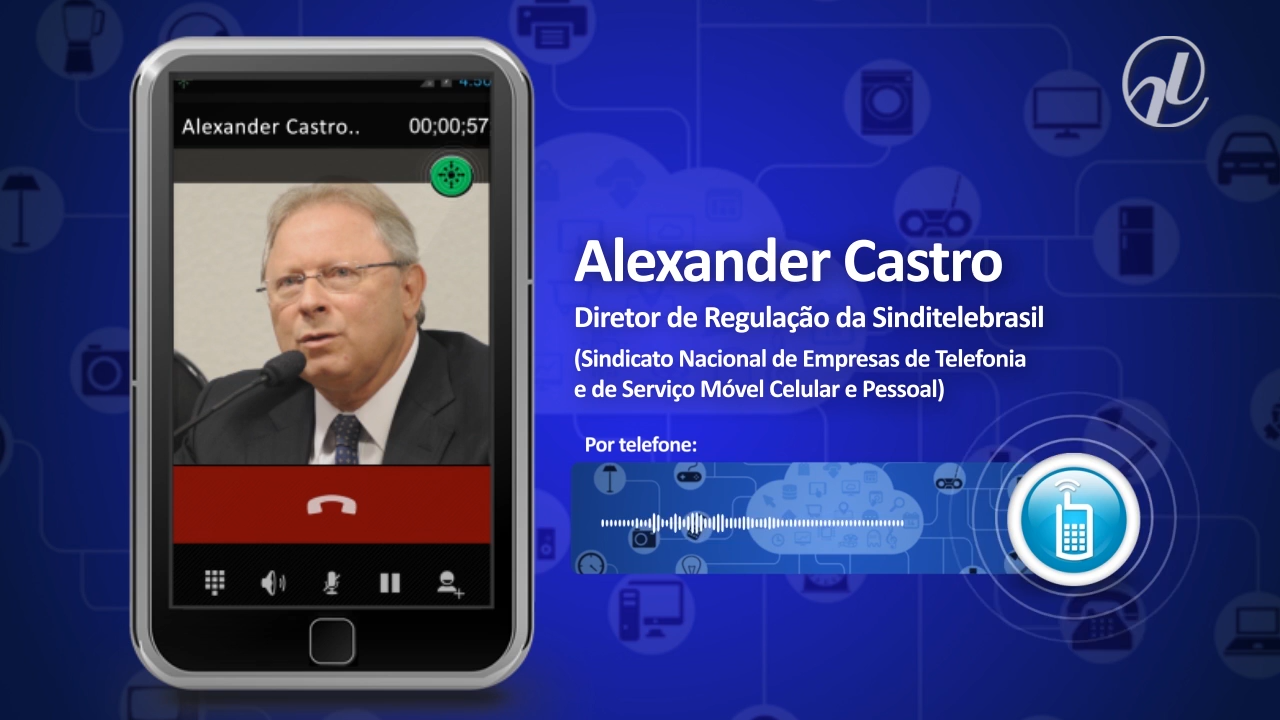 Alexander Castro..
00;00;57
Alexander Castro
Diretor de Regulação da Sinditelebrasil
(Sindicato Nacional de Empresas de Telefonia
e de Serviço Móvel Celular e Pessoal)
Por telefone: